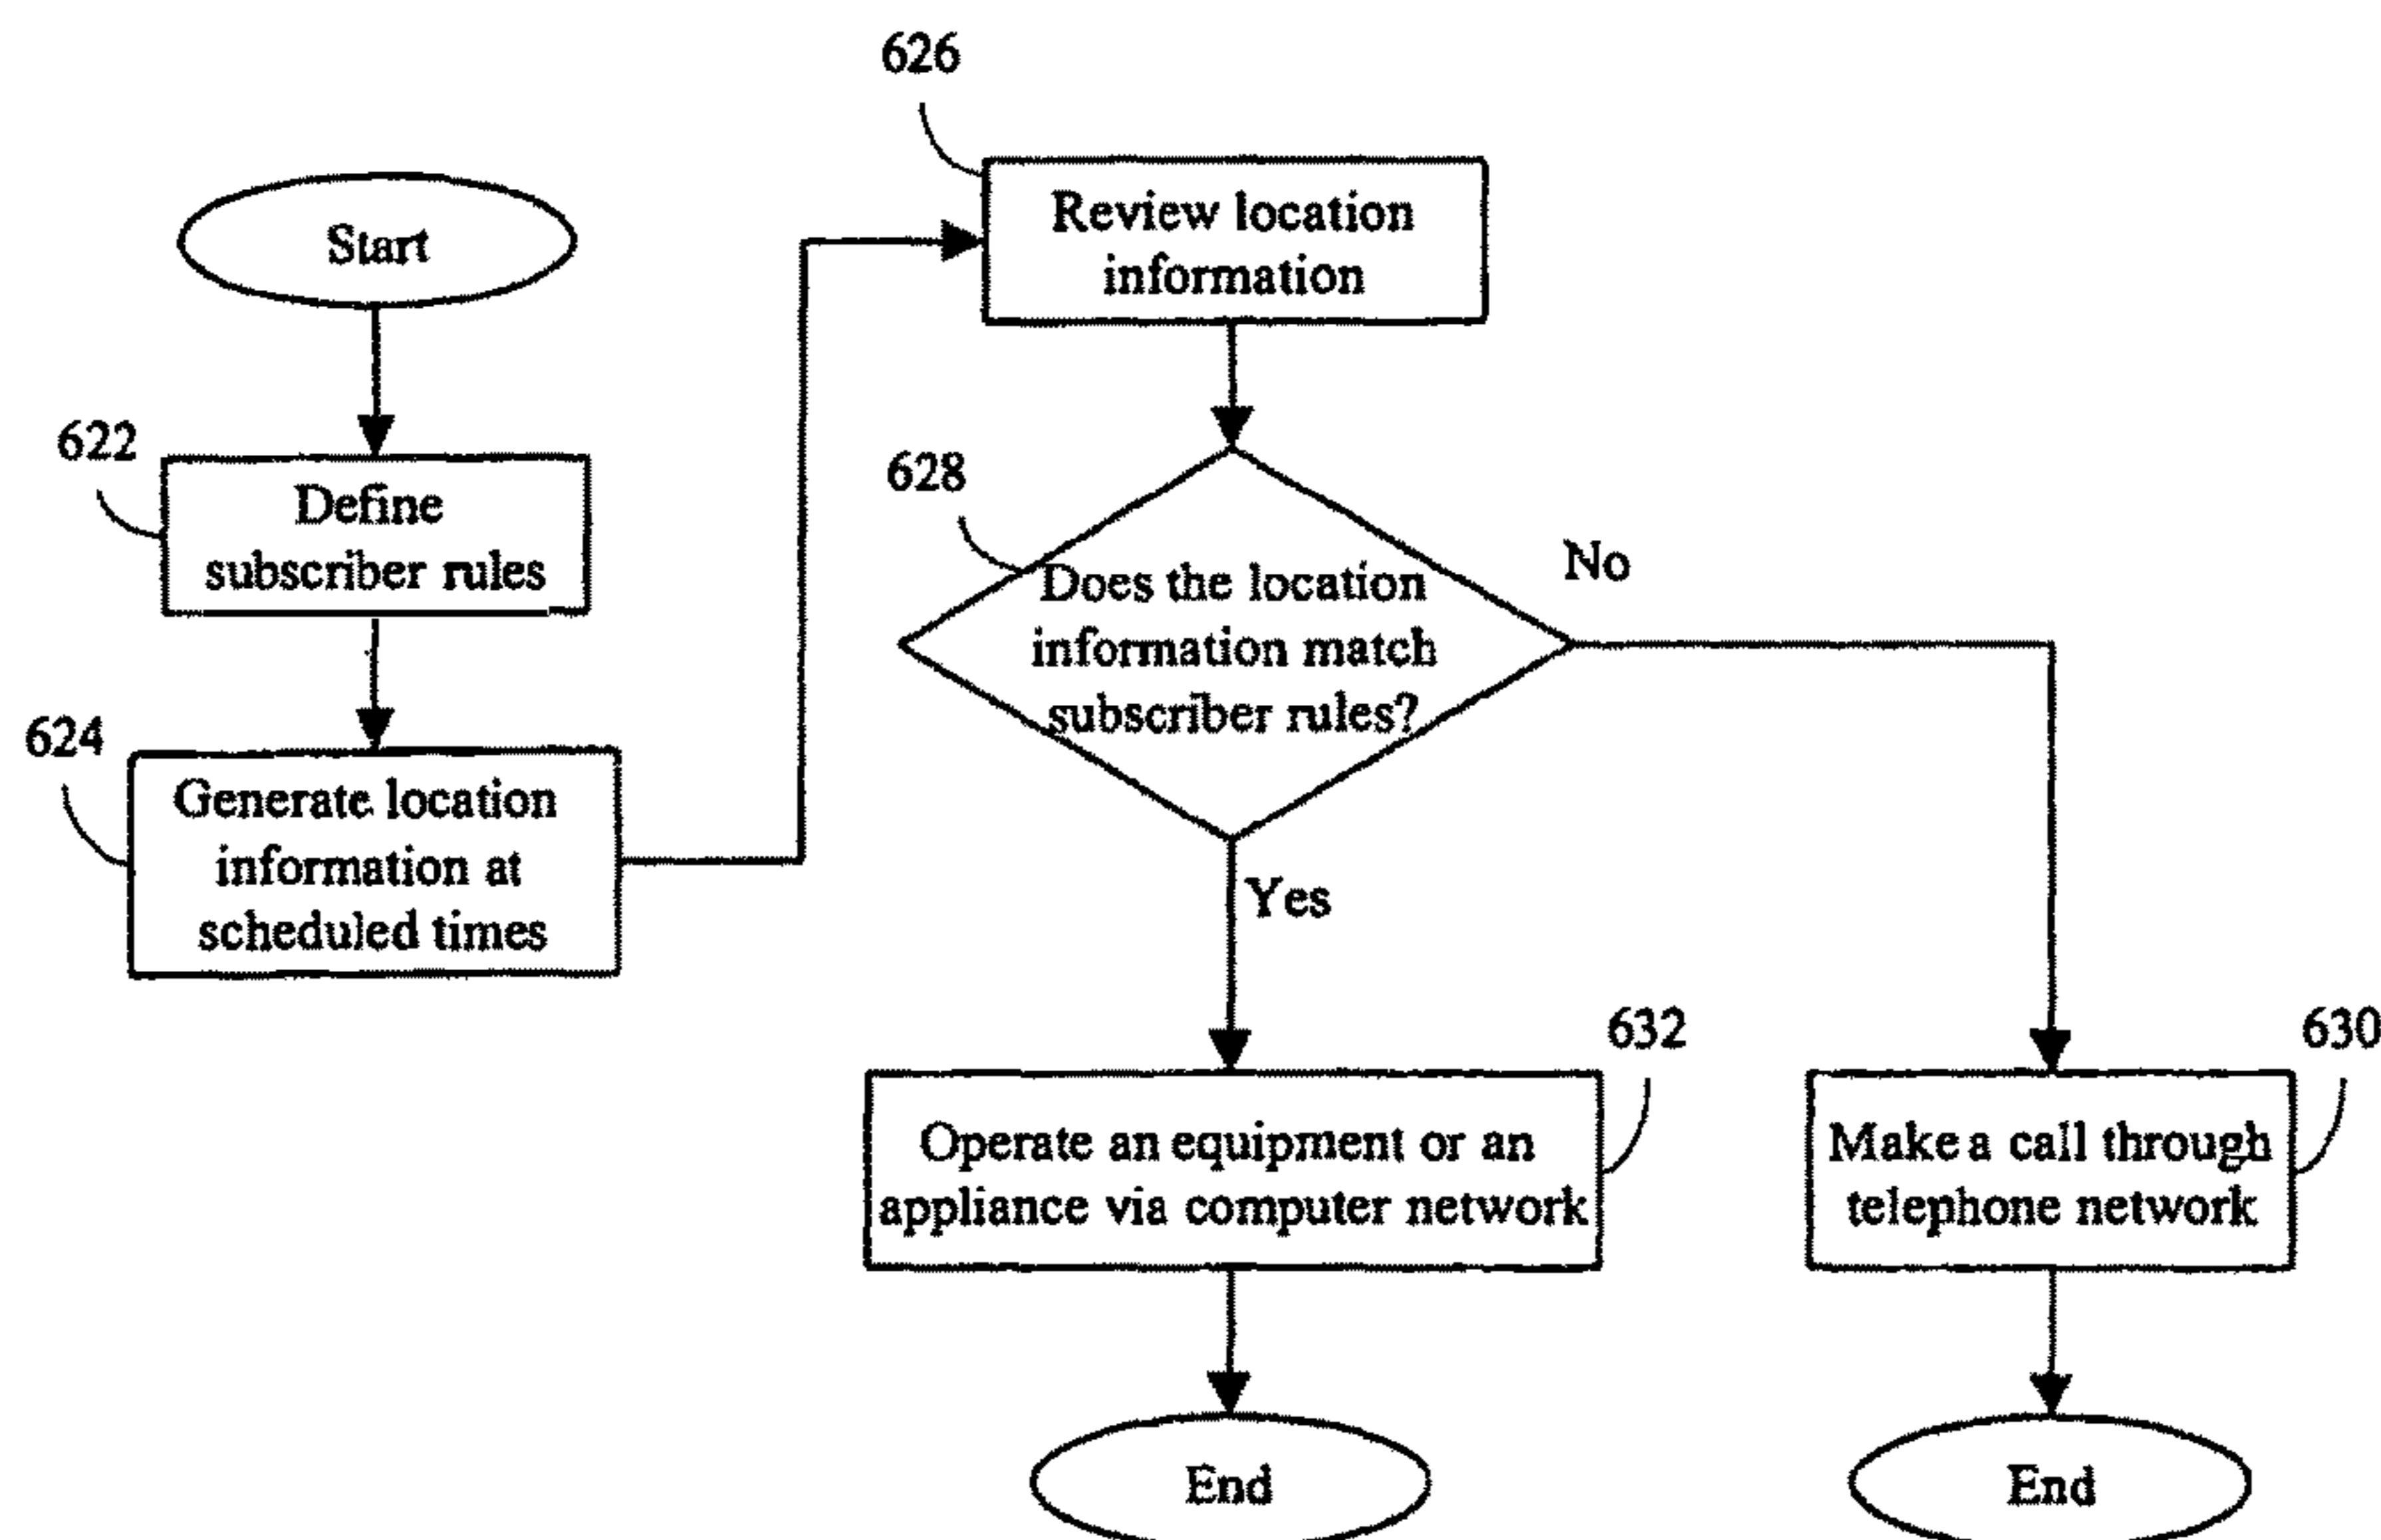 Start
622
Define
subscriber rules
624
Generate location
information at
scheduled times
626
Review location
information
628
Does the location
information match
subscriber rules?
No
Yes
632
Operate an equipment or an
appliance via computer network
630
Make a call through
telephone network
End
End